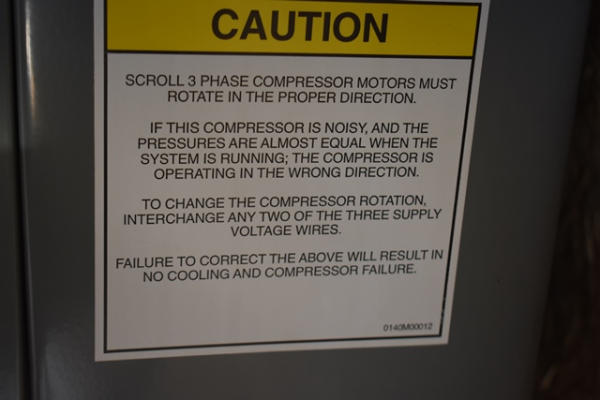 CAUTION
SCROLL 3 PHASE COMPRESSOR MOTORS MUST
ROTATE IN THE PROPER DIRECTION.
IF THIS COMPRESSOR IS NOISY, AND THE
PRESSURES ARE ALMOST EQUAL WHEN THE
SYSTEM IS RUNNING; THE COMPRESSOR IS
OPERATING IN THE WRONG DIRECTION.
TO CHANGE THE COMPRESSOR ROTATION,
INTERCHANGE ANY TWO OF THE THREE SUPPLY
VOLTAGE WIRES.
FAILURE TO CORRECT THE ABOVE WILL RESULT IN
NO COOLING AND COMPRESSOR FAILURE.
0140M00012